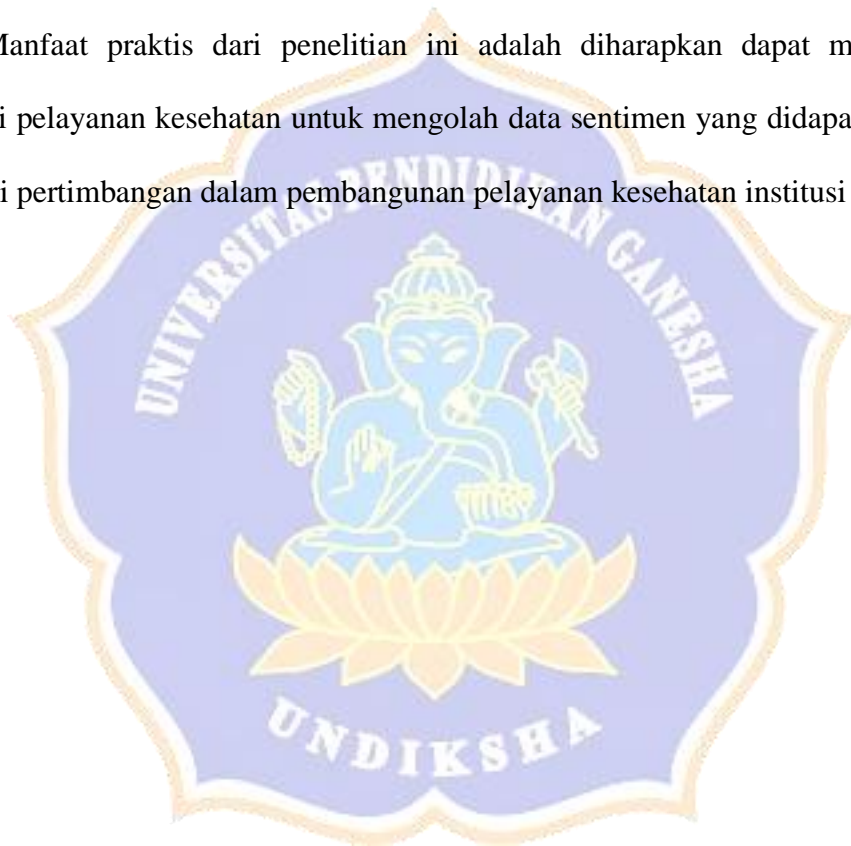 Manfaat praktis dari penelitian ini adalah diharapkan dapat m
i pelayanan kesehatan untuk mengolah data sentimen yang didapa
i pertimbangan dalam pembangunan pelayanan kesehatan institusi
UNIVERSITAS PENDIDIKAN GANESHA
UNDIKSHA